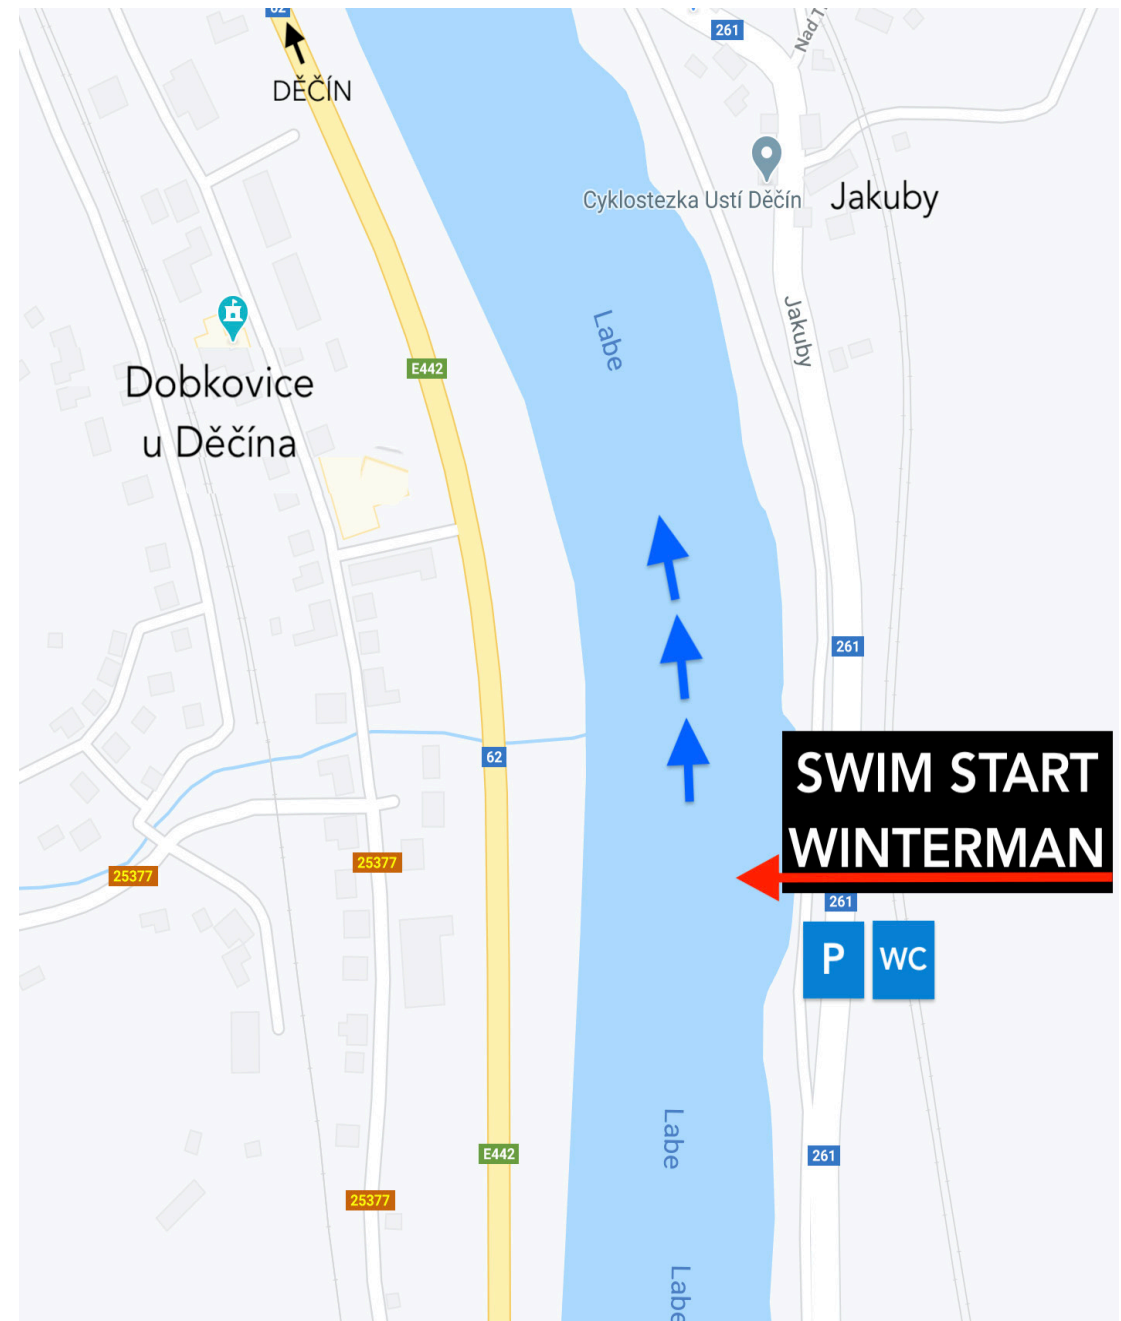 62
DĚČÍN
261
Nad T
Cyklostezka Ustí Děčín
Jakuby
Labe
Jakuby
E442
Dobkovice
u Děčína
261
62
SWIM START
WINTERMAN
25377
25377
261
P
WC
Labe
E442
261
25377
Labe